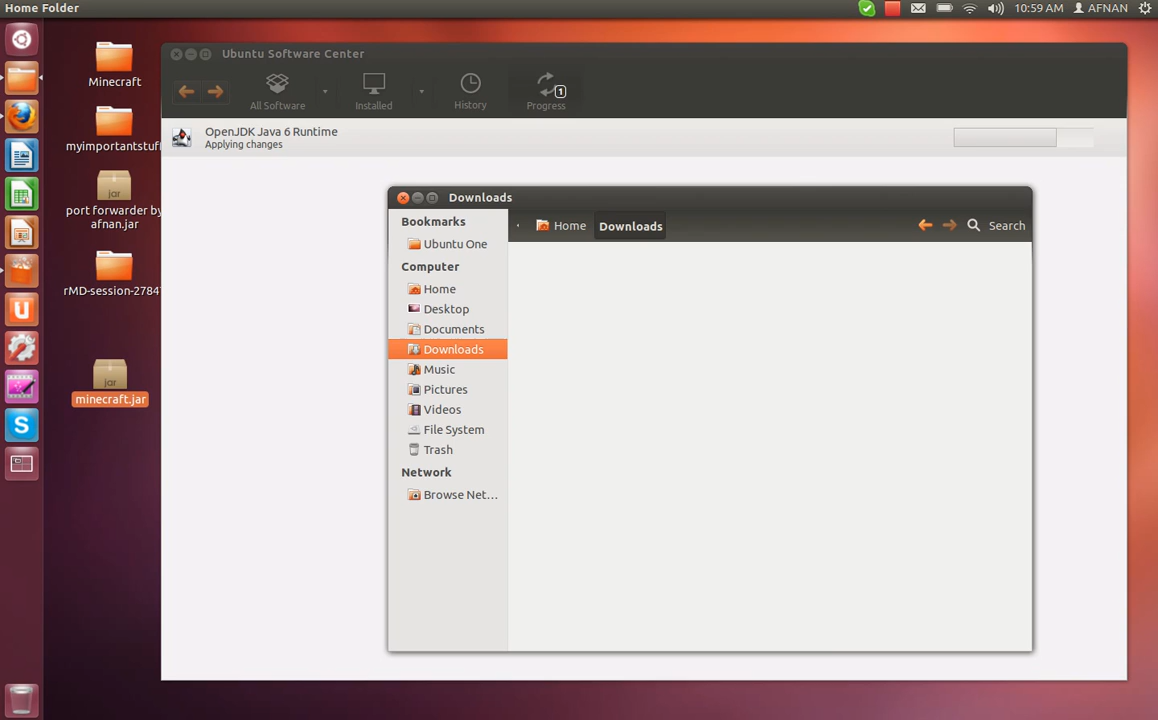 Home Folder
10:59 AM
AFNAN
Ubuntu Software Center
All Software
Installed
History
Progress
1
OpenJDK Java 6 Runtime
Applying changes
Minecraft
myimportantstuf
jar
port forwarder by
afnan.jar
rMD-session-2784
jar
minecraft.jar
Downloads
Home
Downloads
Search
Bookmarks
Ubuntu One
Computer
Home
Desktop
Documents
Downloads
Music
Pictures
Videos
File System
Trash
Network
Browse Net...